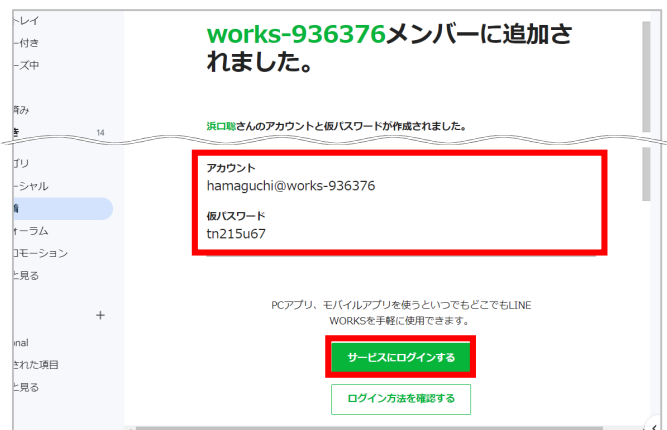 トレイ
ー付き
ーズ中
済み
14
ゴリ
ーシャル
ォーラム
ロモーション
と見る
+
onal
された項目
と見る
works-936376メンバーに追加さ
れました。
浜口聡さんのアカウントと仮パスワードが作成されました。
アカウント
hamaguchi@works-936376
仮パスワード
tn215u67
PCアプリ、モバイルアプリを使うといつでもどこでもLINE
WORKSを手軽に使用できます。
サービスにログインする
ログイン方法を確認する